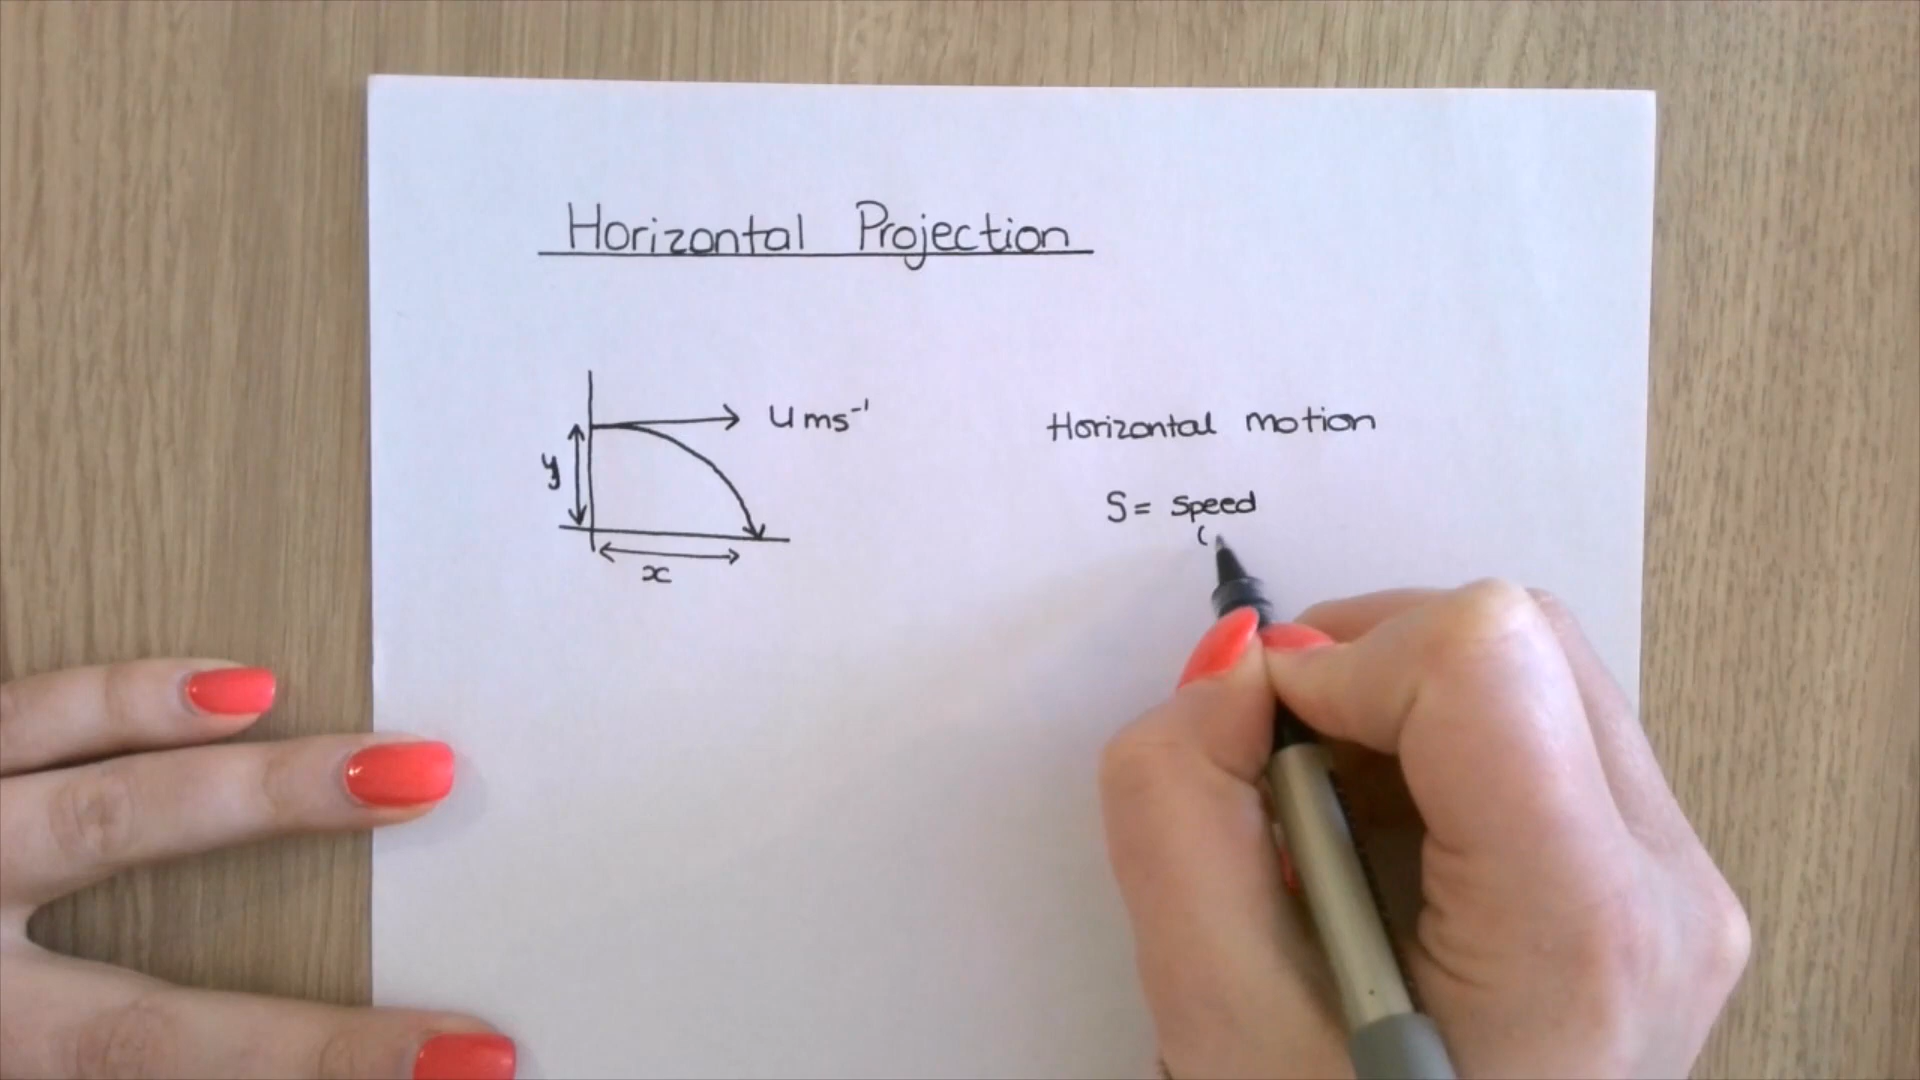 Horizontal Projection
u ms⁻¹
Horizontal motion
y
S = Speed
(
x